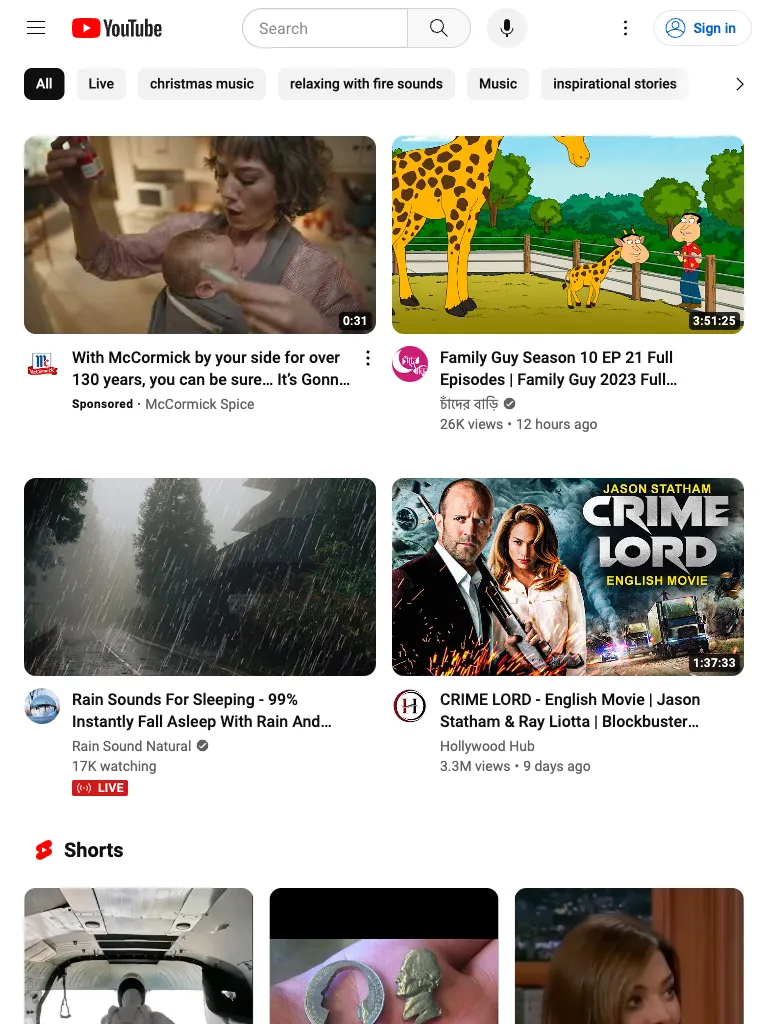 YouTube
Search
Sign in
All
Live
christmas music
relaxing with fire sounds
Music
inspirational stories
0:31
3:51:25
With McCormick by your side for over
130 years, you can be sure… It’s Gonn…
Sponsored · McCormick Spice
McCormick
Family Guy Season 10 EP 21 Full
Episodes | Family Guy 2023 Full…
চাঁদের বাড়ি
26K views • 12 hours ago
JASON STATHAM
CRIME
LORD
ENGLISH MOVIE
1:37:33
Rain Sounds For Sleeping - 99%
Instantly Fall Asleep With Rain And…
Rain Sound Natural
17K watching
LIVE
H
CRIME LORD - English Movie | Jason
Statham & Ray Liotta | Blockbuster…
Hollywood Hub
3.3M views • 9 days ago
Shorts